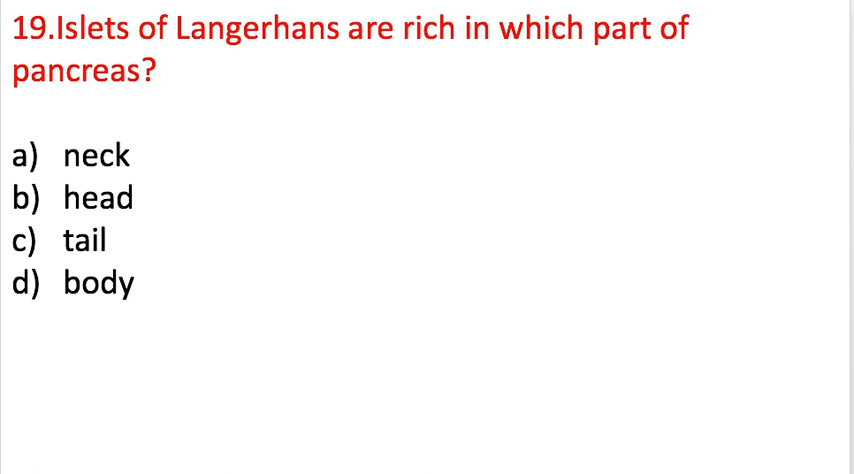 19.Islets of Langerhans are rich in which part of
pancreas?
a) neck
b) head
c) tail
d) body